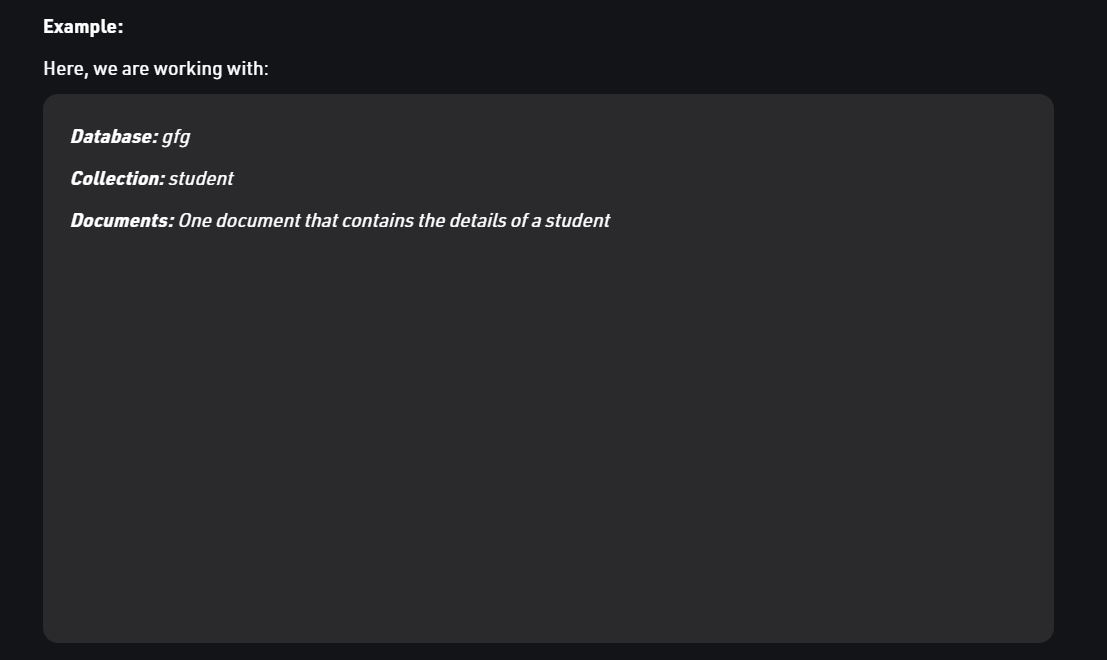 Example:
Here, we are working with:
Database: gfg
Collection: student
Documents: One document that contains the details of a student